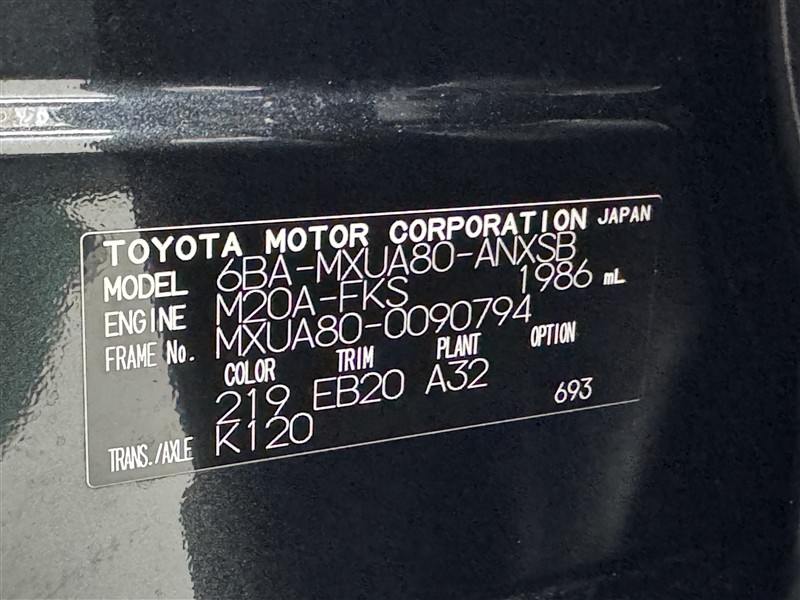 TOYOTA MOTOR CORPORATION JAPAN
MODEL 6BA-MXUA80-ANXSB
ENGINE M20A-FKS 1986 mL
FRAME No. MXUA80-0090794
COLOR TRIM PLANT OPTION
219 EB20 A32 693
TRANS./AXLE K120